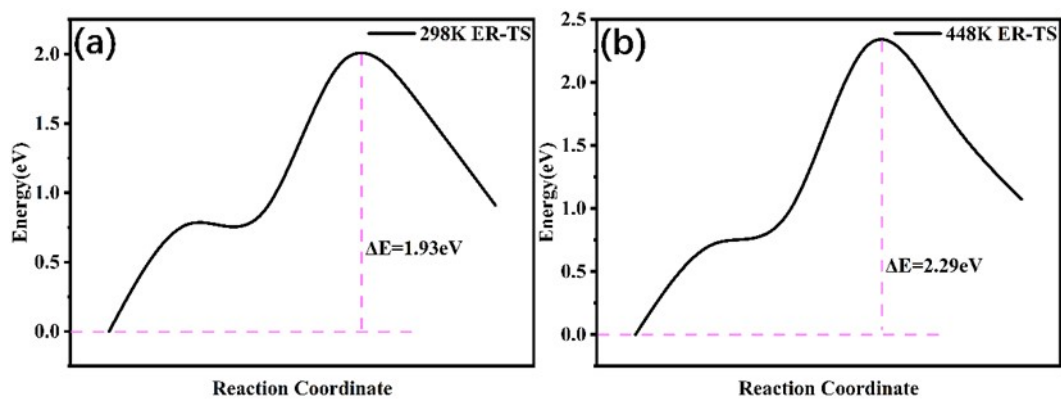 (a)
298K ER-TS
2.0
1.5
1.0
0.5
0.0
Energy(eV)
ΔE=1.93eV
Reaction Coordinate
(b)
448K ER-TS
2.5
2.0
1.5
1.0
0.5
0.0
Energy(eV)
ΔE=2.29eV
Reaction Coordinate